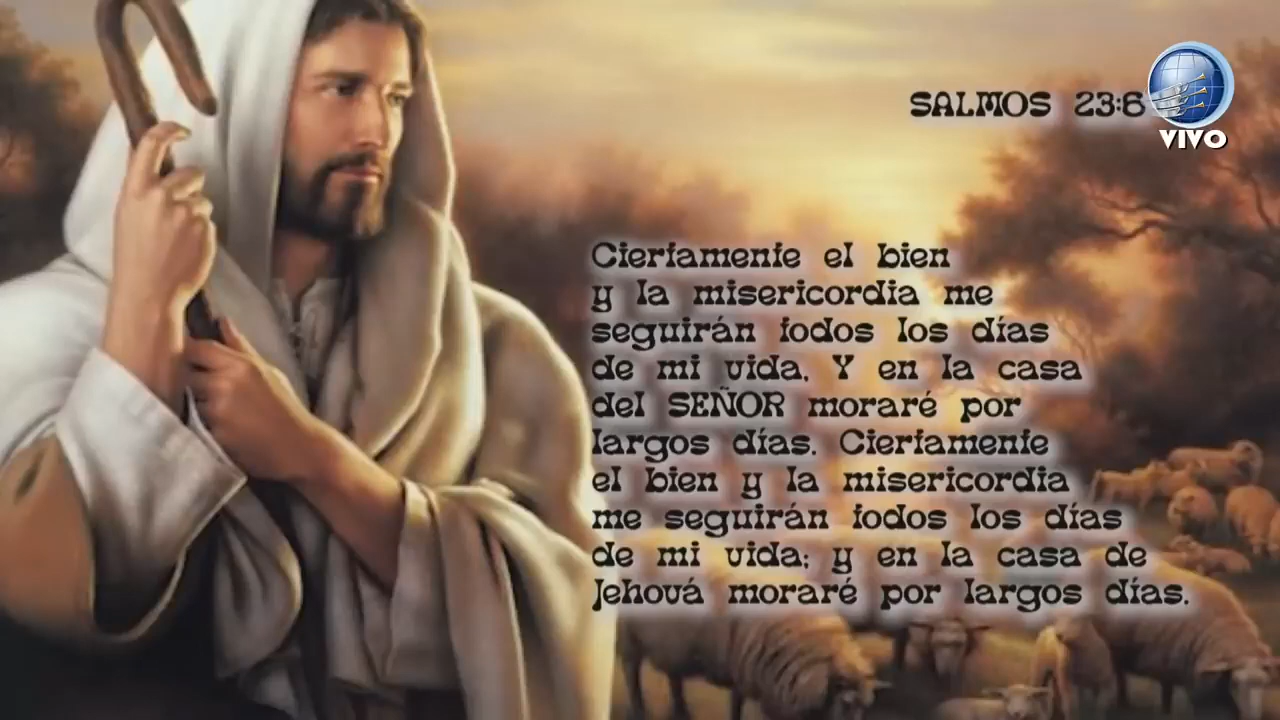 SALMOS 23:6
VIVO
Ciertamente el bien
y la misericordia me
seguirán todos los días
de mi vida, Y en la casa
del SEÑOR moraré por
largos días. Ciertamente
el bien y la misericordia
me seguirán todos los días
de mi vida; y en la casa de
Jehová moraré por largos días.